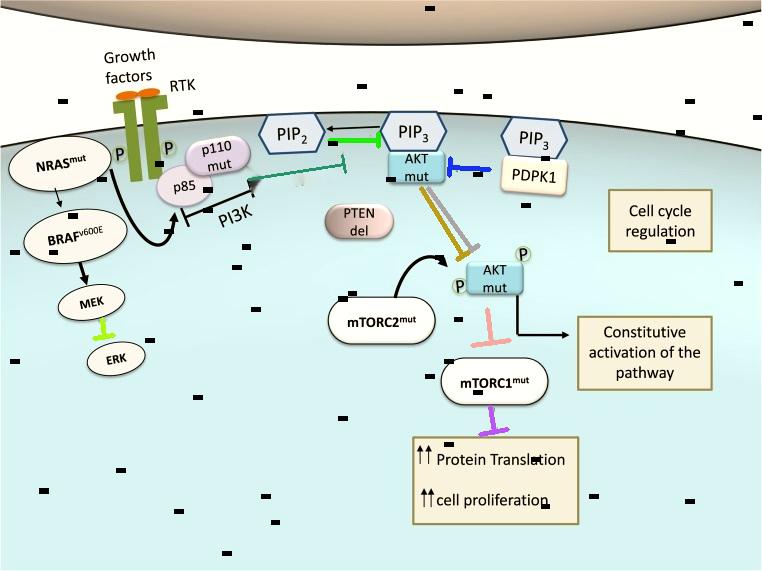 Growth
factors
RTK
PIP2
PIP3
PIP3
P
P
p110
mut
NRASmut
AKT
mut
PDPK1
p85
PI3K
PTEN
del
Cell cycle
regulation
BRAFv600E
P
AKT
mut
P
MEK
mTORC2mut
Constitutive
activation of the
pathway
ERK
mTORC1mut
↑↑ Protein Translation
↑↑ cell proliferation